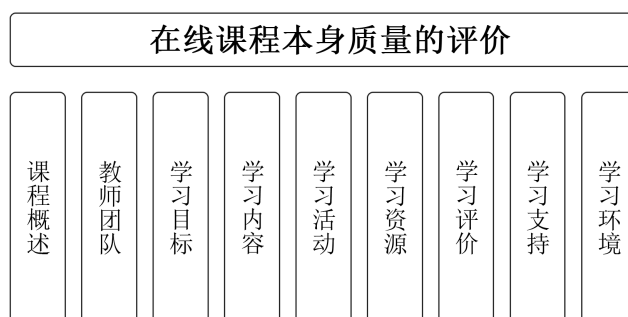 在线课程本身质量的评价
课程概述
教师团队
学习目标
学习内容
学习活动
学习资源
学习评价
学习支持
学习环境